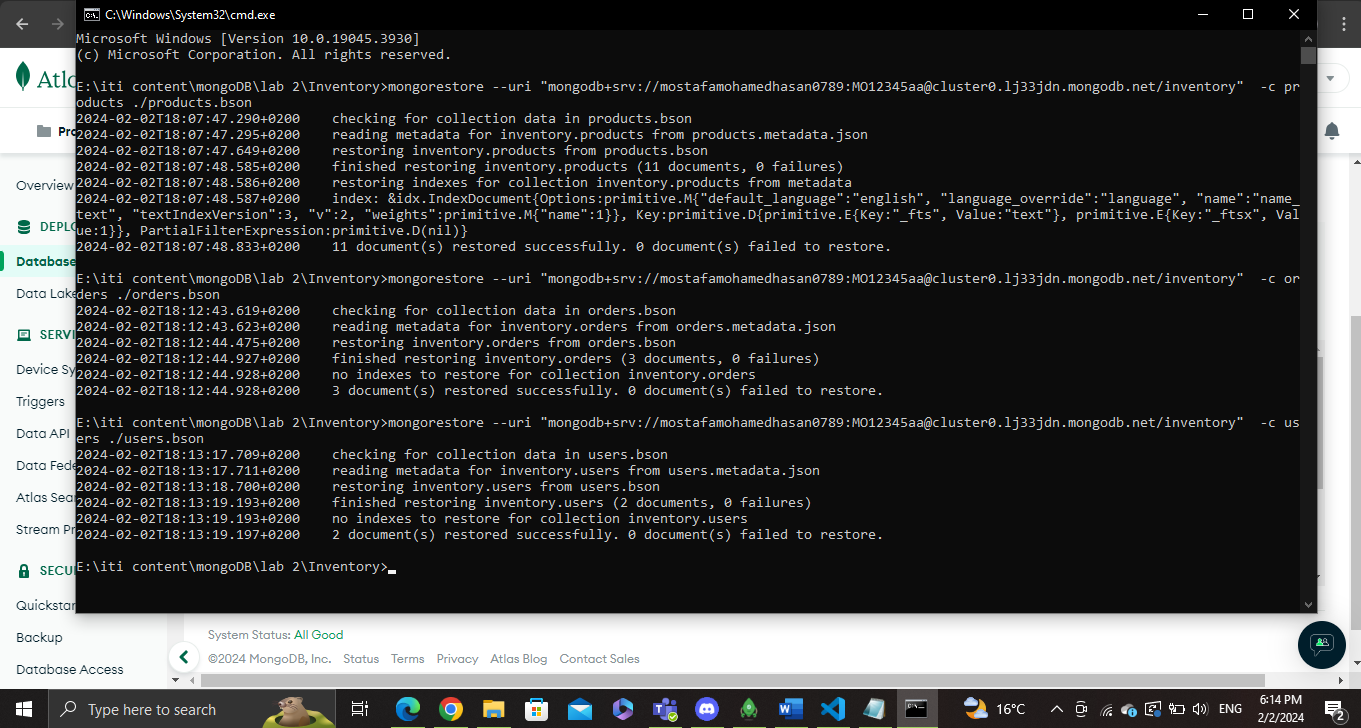 C:\Windows\System32\cmd.exe
Microsoft Windows [Version 10.0.19045.3930]
(c) Microsoft Corporation. All rights reserved.
E:\iti content\mongoDB\lab 2\Inventory>mongorestore --uri "mongodb+srv://mostafamohamedhasan0789:MO12345aa@cluster0.lj33jdn.mongodb.net/inventory"  -c pr
oducts ./products.bson
2024-02-02T18:07:47.290+0200    checking for collection data in products.bson
2024-02-02T18:07:47.295+0200    reading metadata for inventory.products from products.metadata.json
2024-02-02T18:07:47.649+0200    restoring inventory.products from products.bson
2024-02-02T18:07:48.585+0200    finished restoring inventory.products (11 documents, 0 failures)
2024-02-02T18:07:48.586+0200    restoring indexes for collection inventory.products from metadata
2024-02-02T18:07:48.587+0200    index: &idx.IndexDocument{Options:primitive.M{"default_language":"english", "language_override":"language", "name":"name_
text", "textIndexVersion":3, "v":2, "weights":primitive.M{"name":1}}, Key:primitive.D{primitive.E{Key:"_fts", Value:"text"}, primitive.E{Key:"_ftsx", Val
ue:1}}, PartialFilterExpression:primitive.D(nil)}
2024-02-02T18:07:48.833+0200    11 document(s) restored successfully. 0 document(s) failed to restore.
E:\iti content\mongoDB\lab 2\Inventory>mongorestore --uri "mongodb+srv://mostafamohamedhasan0789:MO12345aa@cluster0.lj33jdn.mongodb.net/inventory"  -c or
ders ./orders.bson
2024-02-02T18:12:43.619+0200    checking for collection data in orders.bson
2024-02-02T18:12:43.623+0200    reading metadata for inventory.orders from orders.metadata.json
2024-02-02T18:12:44.475+0200    restoring inventory.orders from orders.bson
2024-02-02T18:12:44.927+0200    finished restoring inventory.orders (3 documents, 0 failures)
2024-02-02T18:12:44.928+0200    no indexes to restore for collection inventory.orders
2024-02-02T18:12:44.928+0200    3 document(s) restored successfully. 0 document(s) failed to restore.
E:\iti content\mongoDB\lab 2\Inventory>mongorestore --uri "mongodb+srv://mostafamohamedhasan0789:MO12345aa@cluster0.lj33jdn.mongodb.net/inventory"  -c us
ers ./users.bson
2024-02-02T18:13:17.709+0200    checking for collection data in users.bson
2024-02-02T18:13:17.711+0200    reading metadata for inventory.users from users.metadata.json
2024-02-02T18:13:18.700+0200    restoring inventory.users from users.bson
2024-02-02T18:13:19.193+0200    finished restoring inventory.users (2 documents, 0 failures)
2024-02-02T18:13:19.193+0200    no indexes to restore for collection inventory.users
2024-02-02T18:13:19.197+0200    2 document(s) restored successfully. 0 document(s) failed to restore.
E:\iti content\mongoDB\lab 2\Inventory>
Atl
Pro
Overview
DEPL
Database
Data Lake
SERVI
Device Sy
Triggers
Data API
Data Fede
Atlas Sear
Stream Pr
SECU
Quickstar
Backup
Database Access
System Status: All Good
©2024 MongoDB, Inc. Status Terms Privacy Atlas Blog Contact Sales
Type here to search
16°C
ENG
6:14 PM
2/2/2024
2